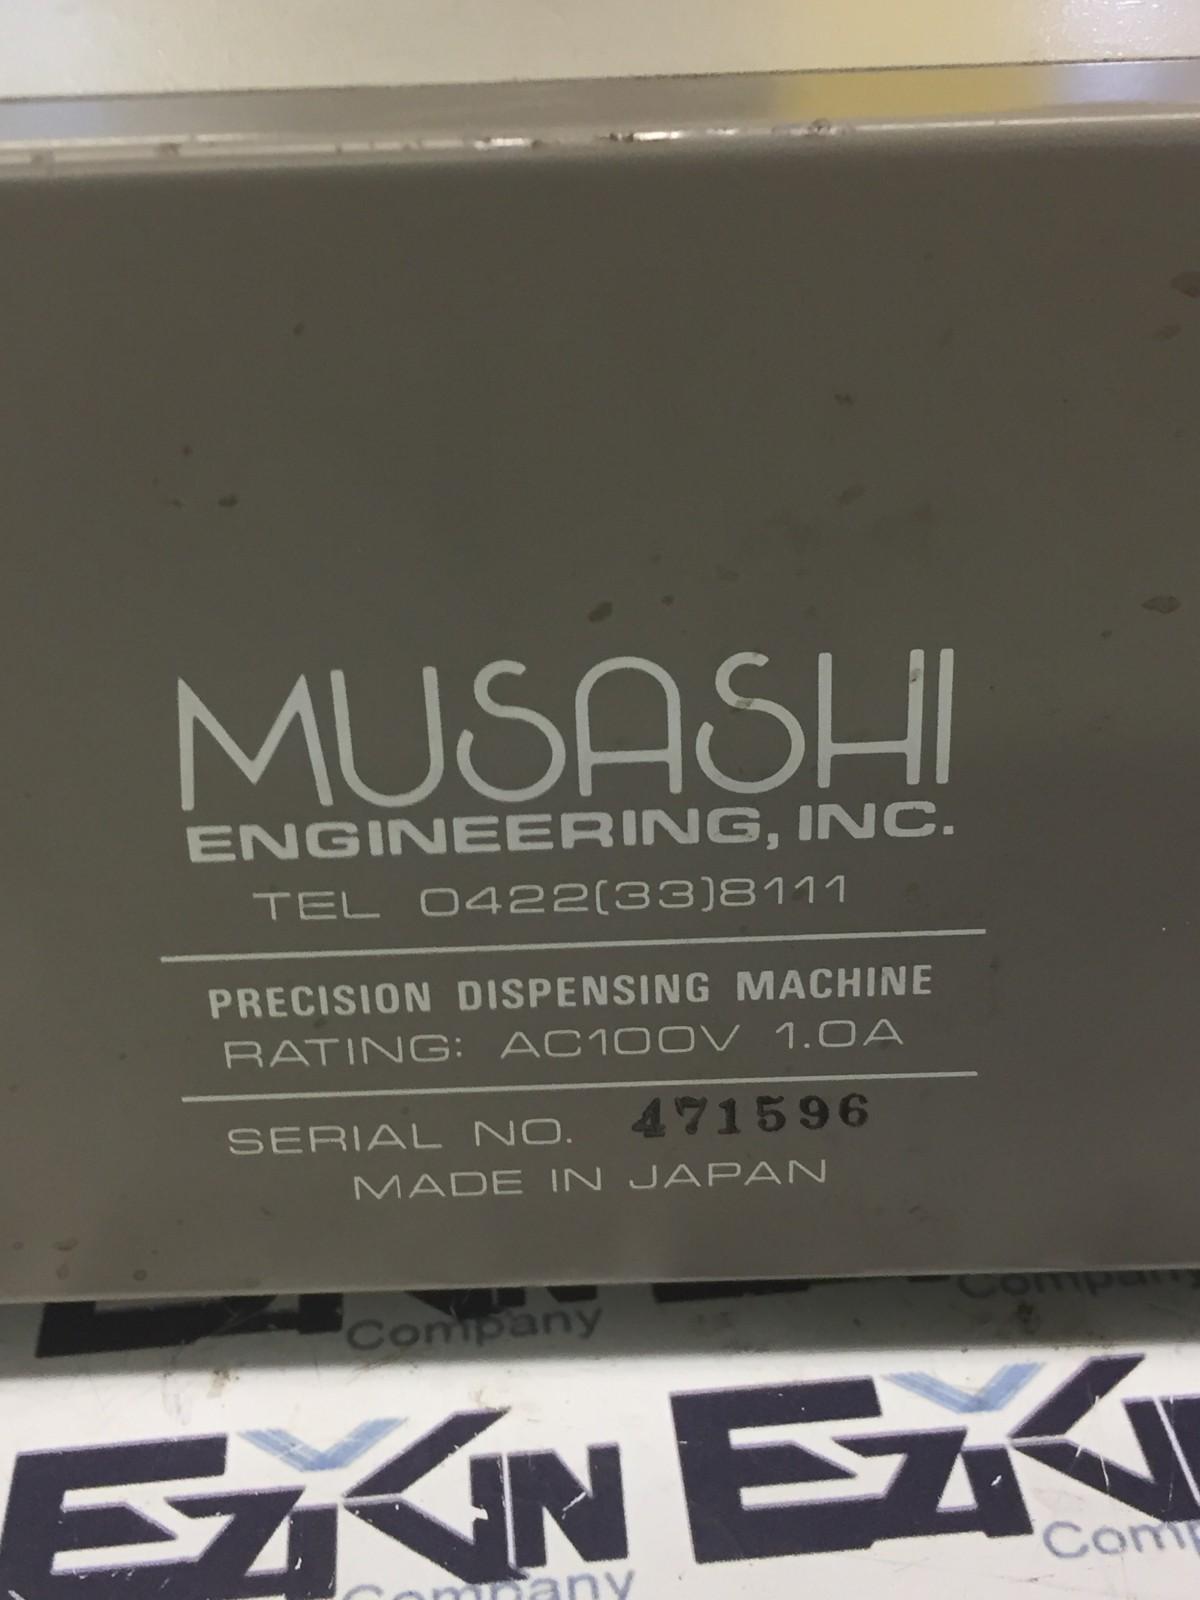 MUSASHI
ENGINEERING, INC.
TEL 0422(33)8111
PRECISION DISPENSING MACHINE
RATING: AC100V 1.0A
SERIAL NO. 471596
MADE IN JAPAN
Company
Company
Company